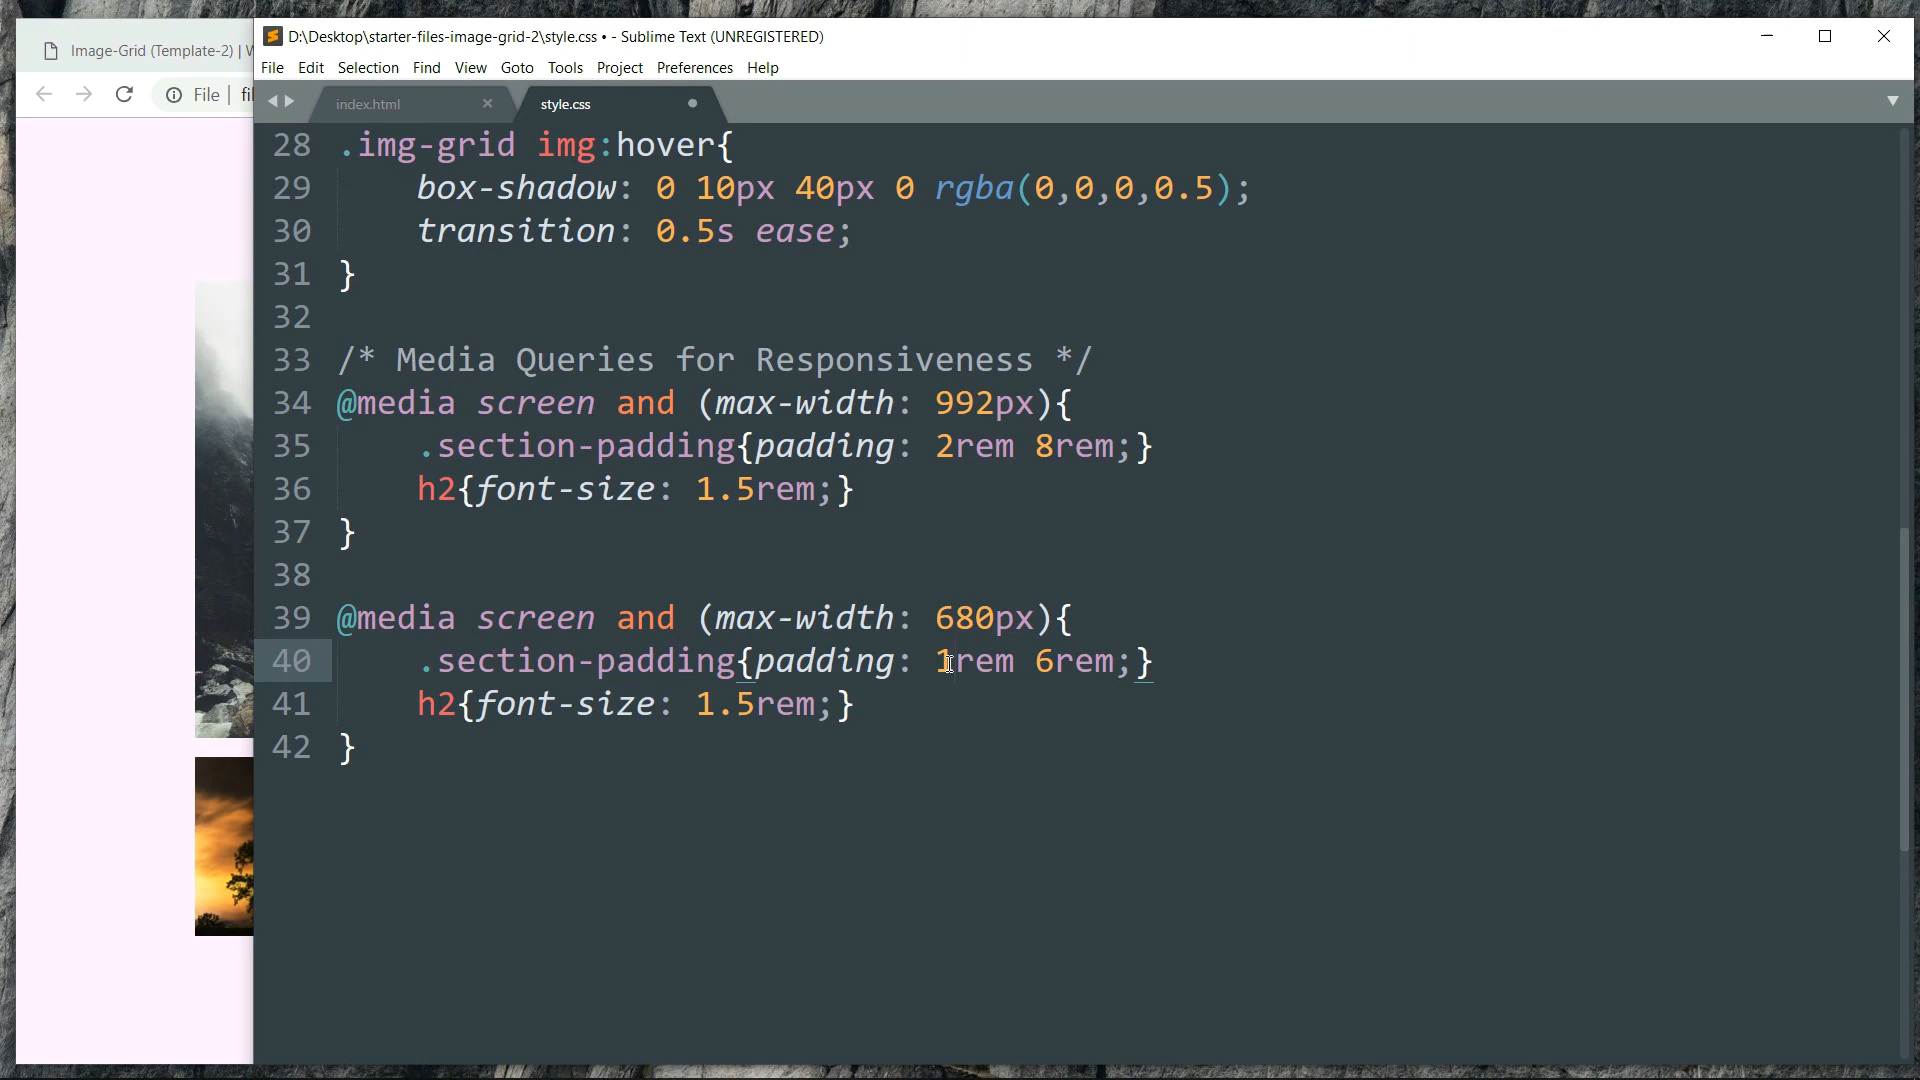 Image-Grid (Template-2) | W
File | fil
D:\Desktop\starter-files-image-grid-2\style.css • - Sublime Text (UNREGISTERED)
File Edit Selection Find View Goto Tools Project Preferences Help
index.html style.css
28 .img-grid img:hover{
29 box-shadow: 0 10px 40px 0 rgba(0,0,0,0.5);
30 transition: 0.5s ease;
31 }
32
33 /* Media Queries for Responsiveness */
34 @media screen and (max-width: 992px){
35 .section-padding{padding: 2rem 8rem;}
36 h2{font-size: 1.5rem;}
37 }
38
39 @media screen and (max-width: 680px){
40 .section-padding{padding: 1rem 6rem;}
41 h2{font-size: 1.5rem;}
42 }